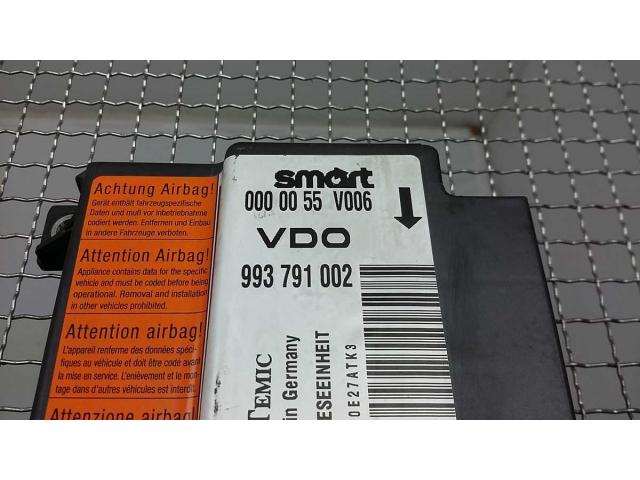 Achtung Airbag!
Gerät enthält fahrzeugspezifische
Daten und muß vor Inbetriebnahme
codiert werden. Entfernen und Einbau
in andere Fahrzeuge verboten.
Attention Airbag!
Appliance contains data for the specific
vehicle and must be coded before being
operational. Removal and installation
in other vehicles prohibited.
Attention airbag!
L'appareil renferme des données spéci-
fiques au véhicule et doit être codé avant
la mise en service. L'enlèvement et le mon-
tage dans d'autres véhicules est interdit.
Attenzione airbag!
smart
000 00 55 V006
VDO
993 791 002
TEMIC
in Germany
ESEEINHEIT
0E27ATK3